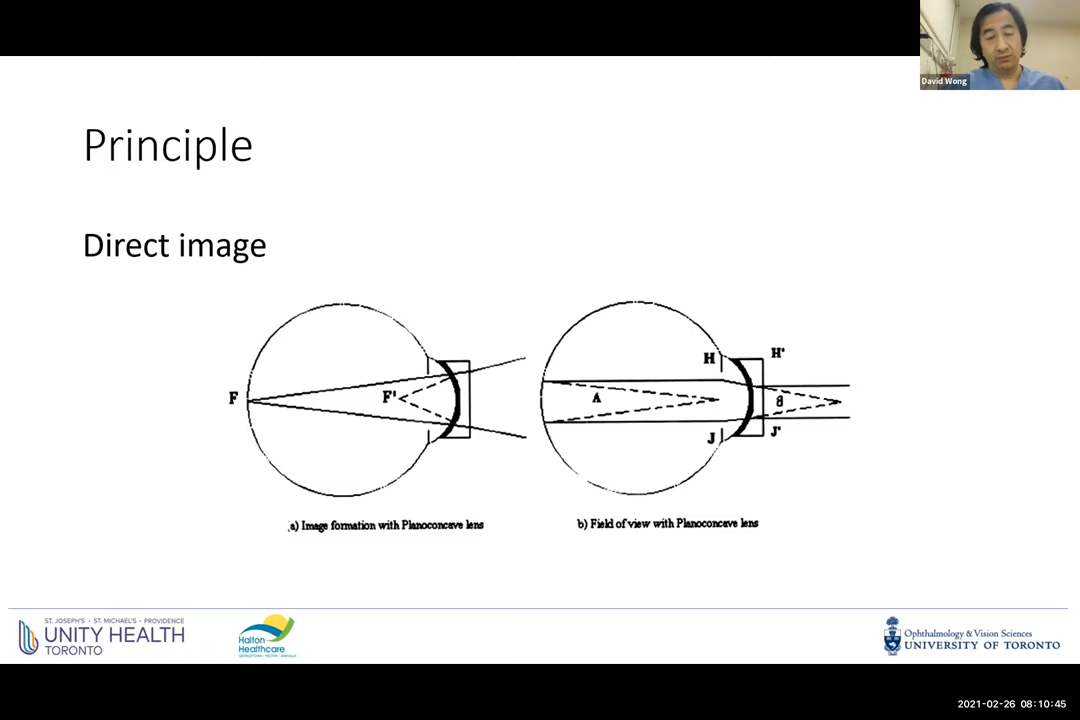 David Wong
Principle
Direct image
F
F'
A
H
J
H'
a
J'
a) Image formation with Planoconcave lens
b) Field of view with Planoconcave lens
ST. JOSEPH'S • ST. MICHAEL'S • PROVIDENCE
UNITY HEALTH
TORONTO
Halton
Healthcare
Ophthalmology & Vision Sciences
UNIVERSITY OF TORONTO
2021-02-26 08:10:45